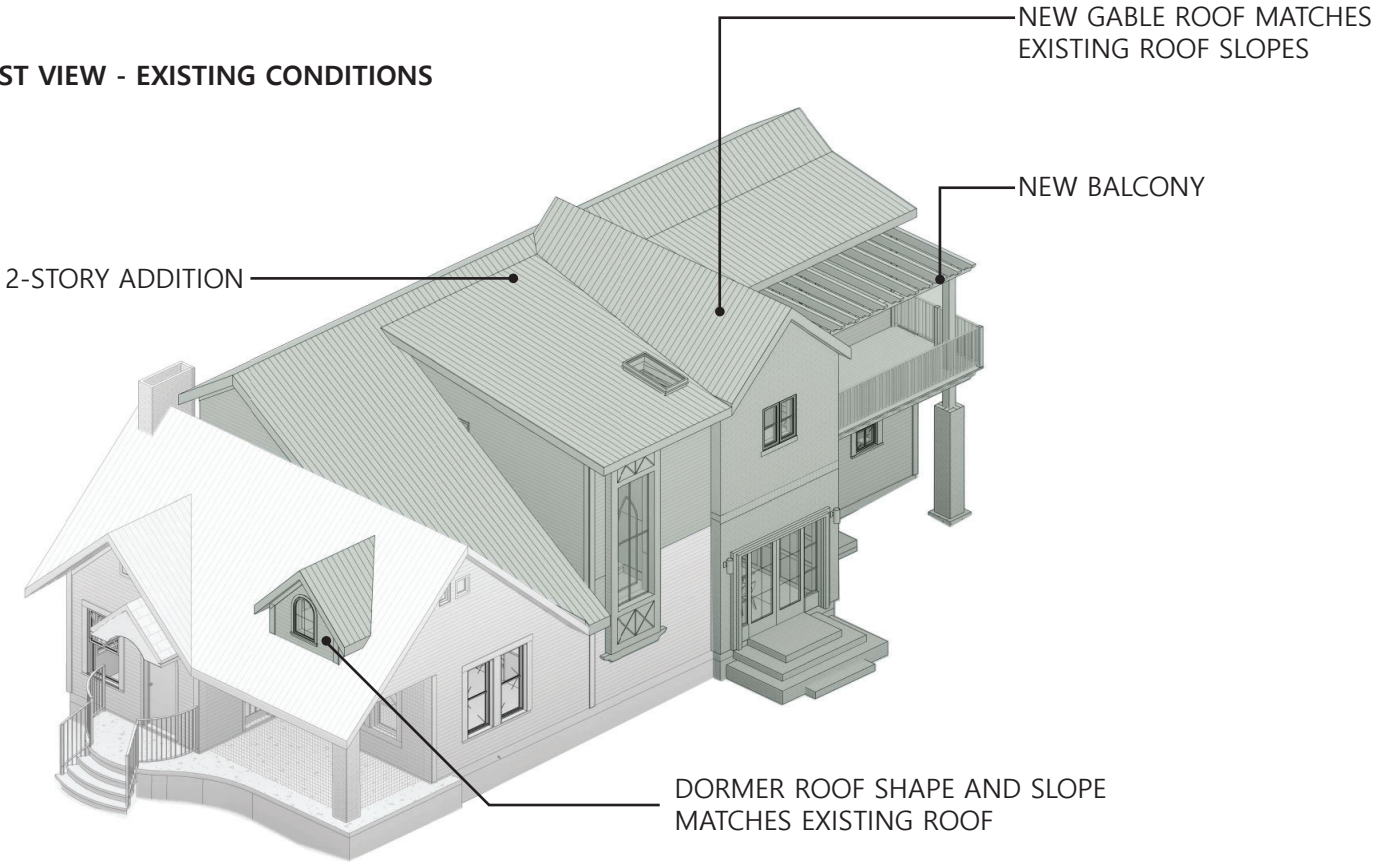 NEW GABLE ROOF MATCHES
EXISTING ROOF SLOPES
ST VIEW - EXISTING CONDITIONS
NEW BALCONY
2-STORY ADDITION
DORMER ROOF SHAPE AND SLOPE
MATCHES EXISTING ROOF